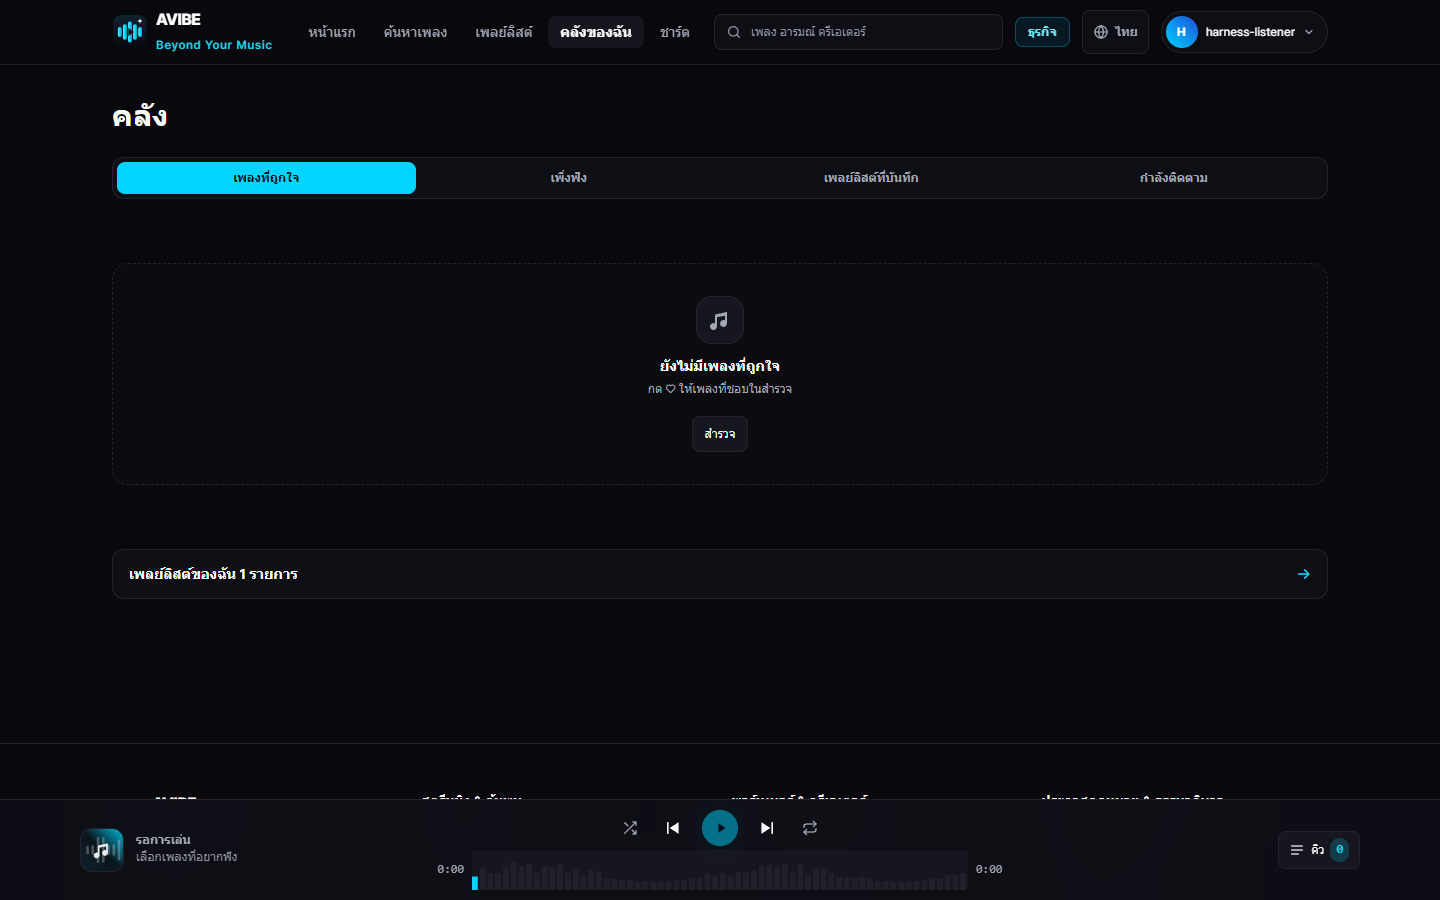 AVIBE
Beyond Your Music
หน้าแรก
ค้นหาเพลง
เพลย์ลิสต์
คลังของฉัน
ชาร์ต
เพลง อารมณ์ ครีเอเตอร์
ธุรกิจ
ไทย
H
harness-listener
คลัง
เพลงที่ถูกใจ
เพิ่งฟัง
เพลย์ลิสต์ที่บันทึก
กำลังติดตาม
ยังไม่มีเพลงที่ถูกใจ
กด ♡ ให้เพลงที่ชอบในสำรวจ
สำรวจ
เพลย์ลิสต์ของฉัน 1 รายการ
รอการเล่น
เลือกเพลงที่อยากฟัง
0:00
0:00
คิว 0